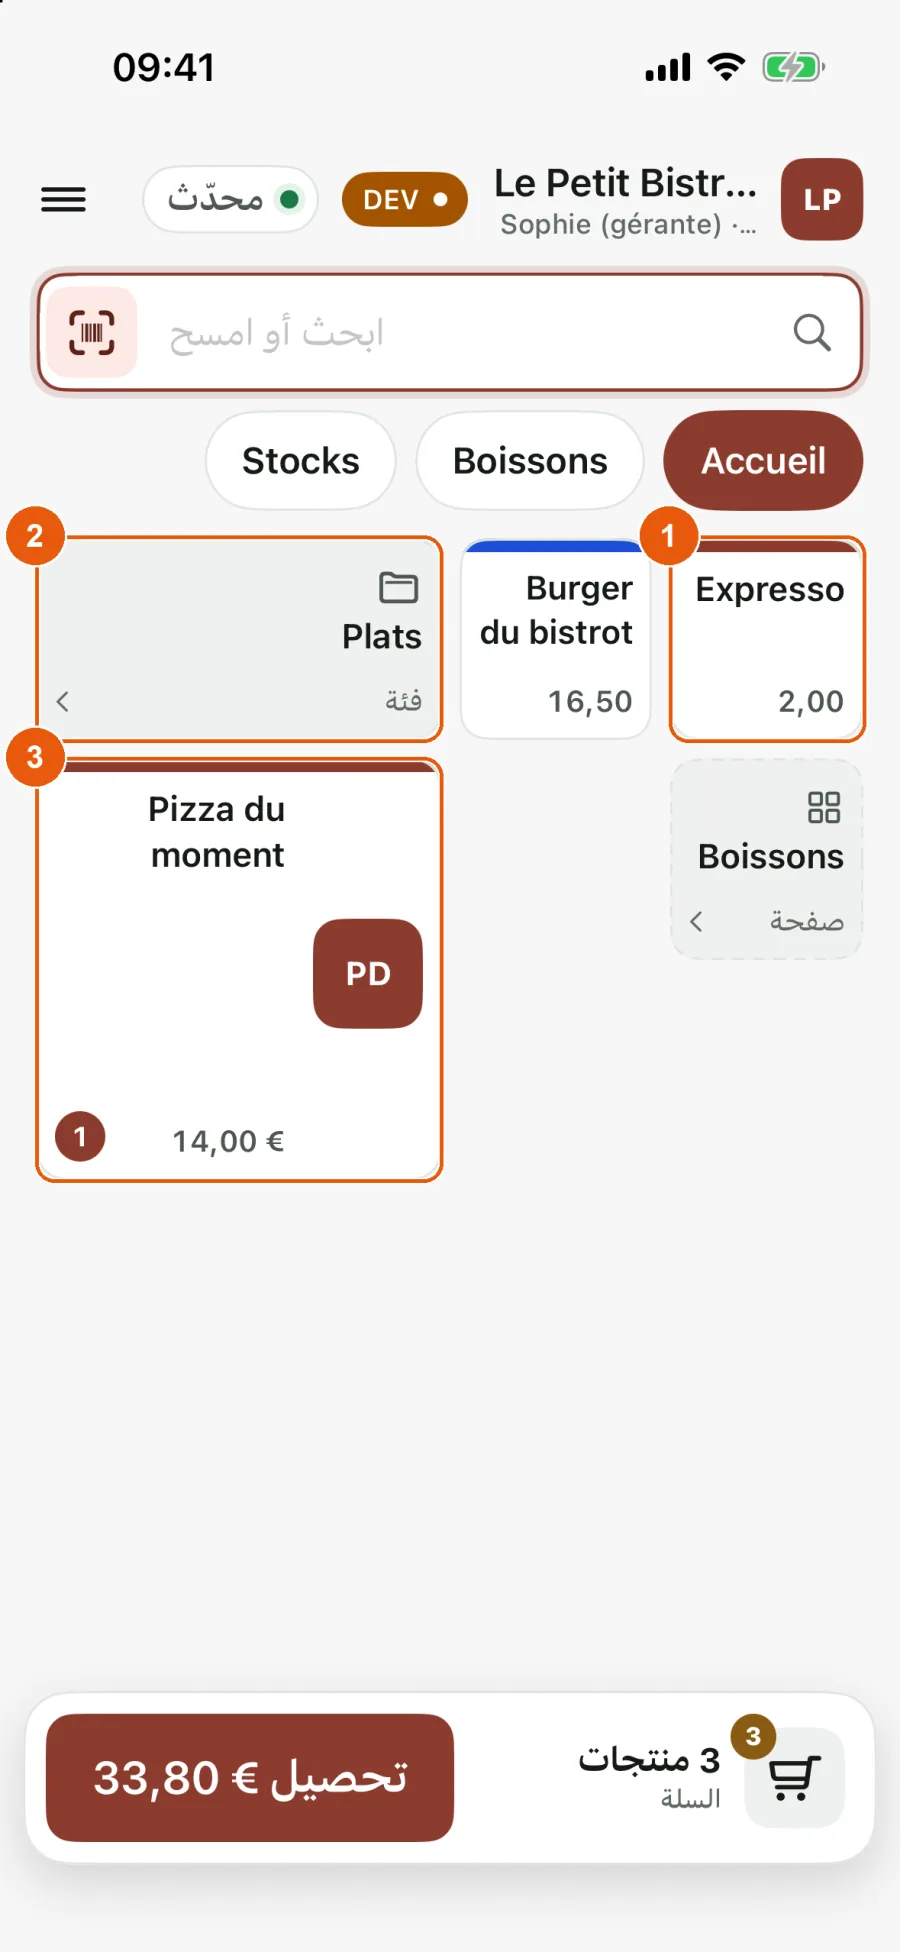 09:41
LP
Le Petit Bistr...
Sophie (gérante) ·...
DEV
محدّث
ابحث أو امسح
Accueil
Boissons
Stocks
1
Expresso
2,00
Burger
du bistrot
16,50
2
Plats
فئة
Boissons
صفحة
3
Pizza du
moment
PD
14,00 €
1
3
3 منتجات
السلة
تحصيل 33,80 €